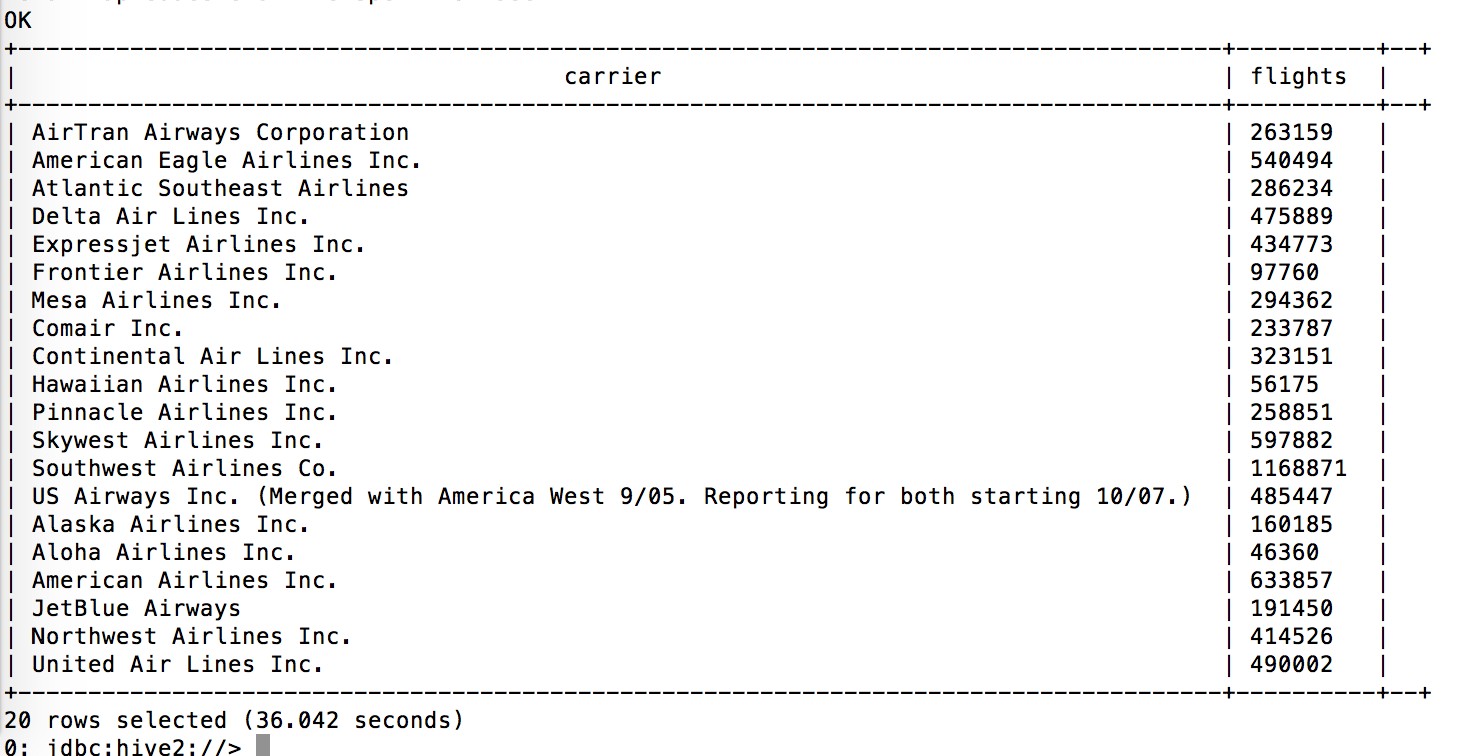 OK
+--------------------------------------------------------------------------------------+----------+--+
| carrier | flights |
+--------------------------------------------------------------------------------------+----------+--+
| AirTran Airways Corporation | 263159 |
| American Eagle Airlines Inc. | 540494 |
| Atlantic Southeast Airlines | 286234 |
| Delta Air Lines Inc. | 475889 |
| Expressjet Airlines Inc. | 434773 |
| Frontier Airlines Inc. | 97760 |
| Mesa Airlines Inc. | 294362 |
| Comair Inc. | 233787 |
| Continental Air Lines Inc. | 323151 |
| Hawaiian Airlines Inc. | 56175 |
| Pinnacle Airlines Inc. | 258851 |
| Skywest Airlines Inc. | 597882 |
| Southwest Airlines Co. | 1168871 |
| US Airways Inc. (Merged with America West 9/05. Reporting for both starting 10/07.) | 485447 |
| Alaska Airlines Inc. | 160185 |
| Aloha Airlines Inc. | 46360 |
| American Airlines Inc. | 633857 |
| JetBlue Airways | 191450 |
| Northwest Airlines Inc. | 414526 |
| United Air Lines Inc. | 490002 |
+--------------------------------------------------------------------------------------+----------+--+
20 rows selected (36.042 seconds)
0: jdbc:hive2://>